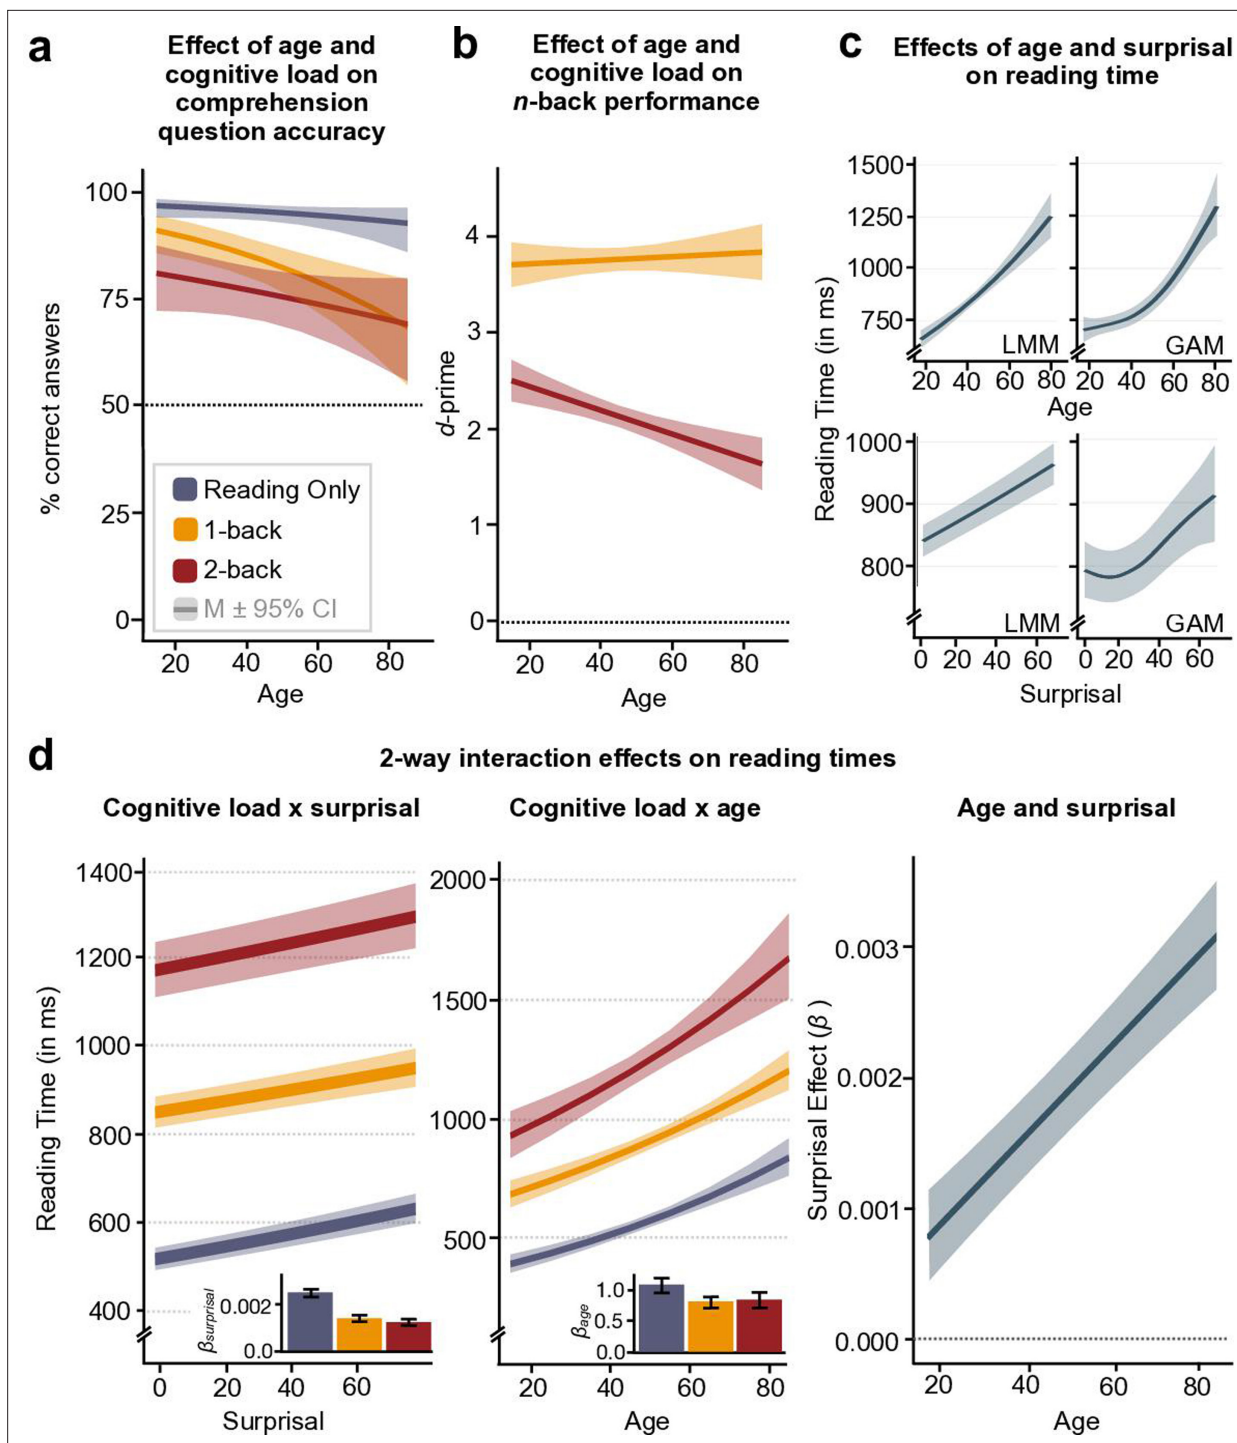 a
Effect of age and
cognitive load on
comprehension
question accuracy
100
75
50
25
0
% correct answers
20 40 60 80
Age
Reading Only
1-back
2-back
M ± 95% CI
b
Effect of age and
cognitive load on
n-back performance
4
3
2
1
0
d-prime
20 40 60 80
Age
c
Effects of age and surprisal
on reading time
Reading Time (in ms)
1500
1250
1000
750
LMM
GAM
20 40 60 80
20 40 60 80
Age
1000
900
800
LMM
GAM
0 20 40 60
0 20 40 60
Surprisal
d
2-way interaction effects on reading times
Cognitive load x surprisal
1400
1200
1000
800
600
400
Reading Time (in ms)
βsurprisal
0.002
0.0
0 20 40 60
Surprisal
Cognitive load x age
2000
1500
1000
500
βage
1.0
0.5
0.0
20 40 60 80
Age
Age and surprisal
Surprisal Effect (β)
0.003
0.002
0.001
0.000
20 40 60 80
Age